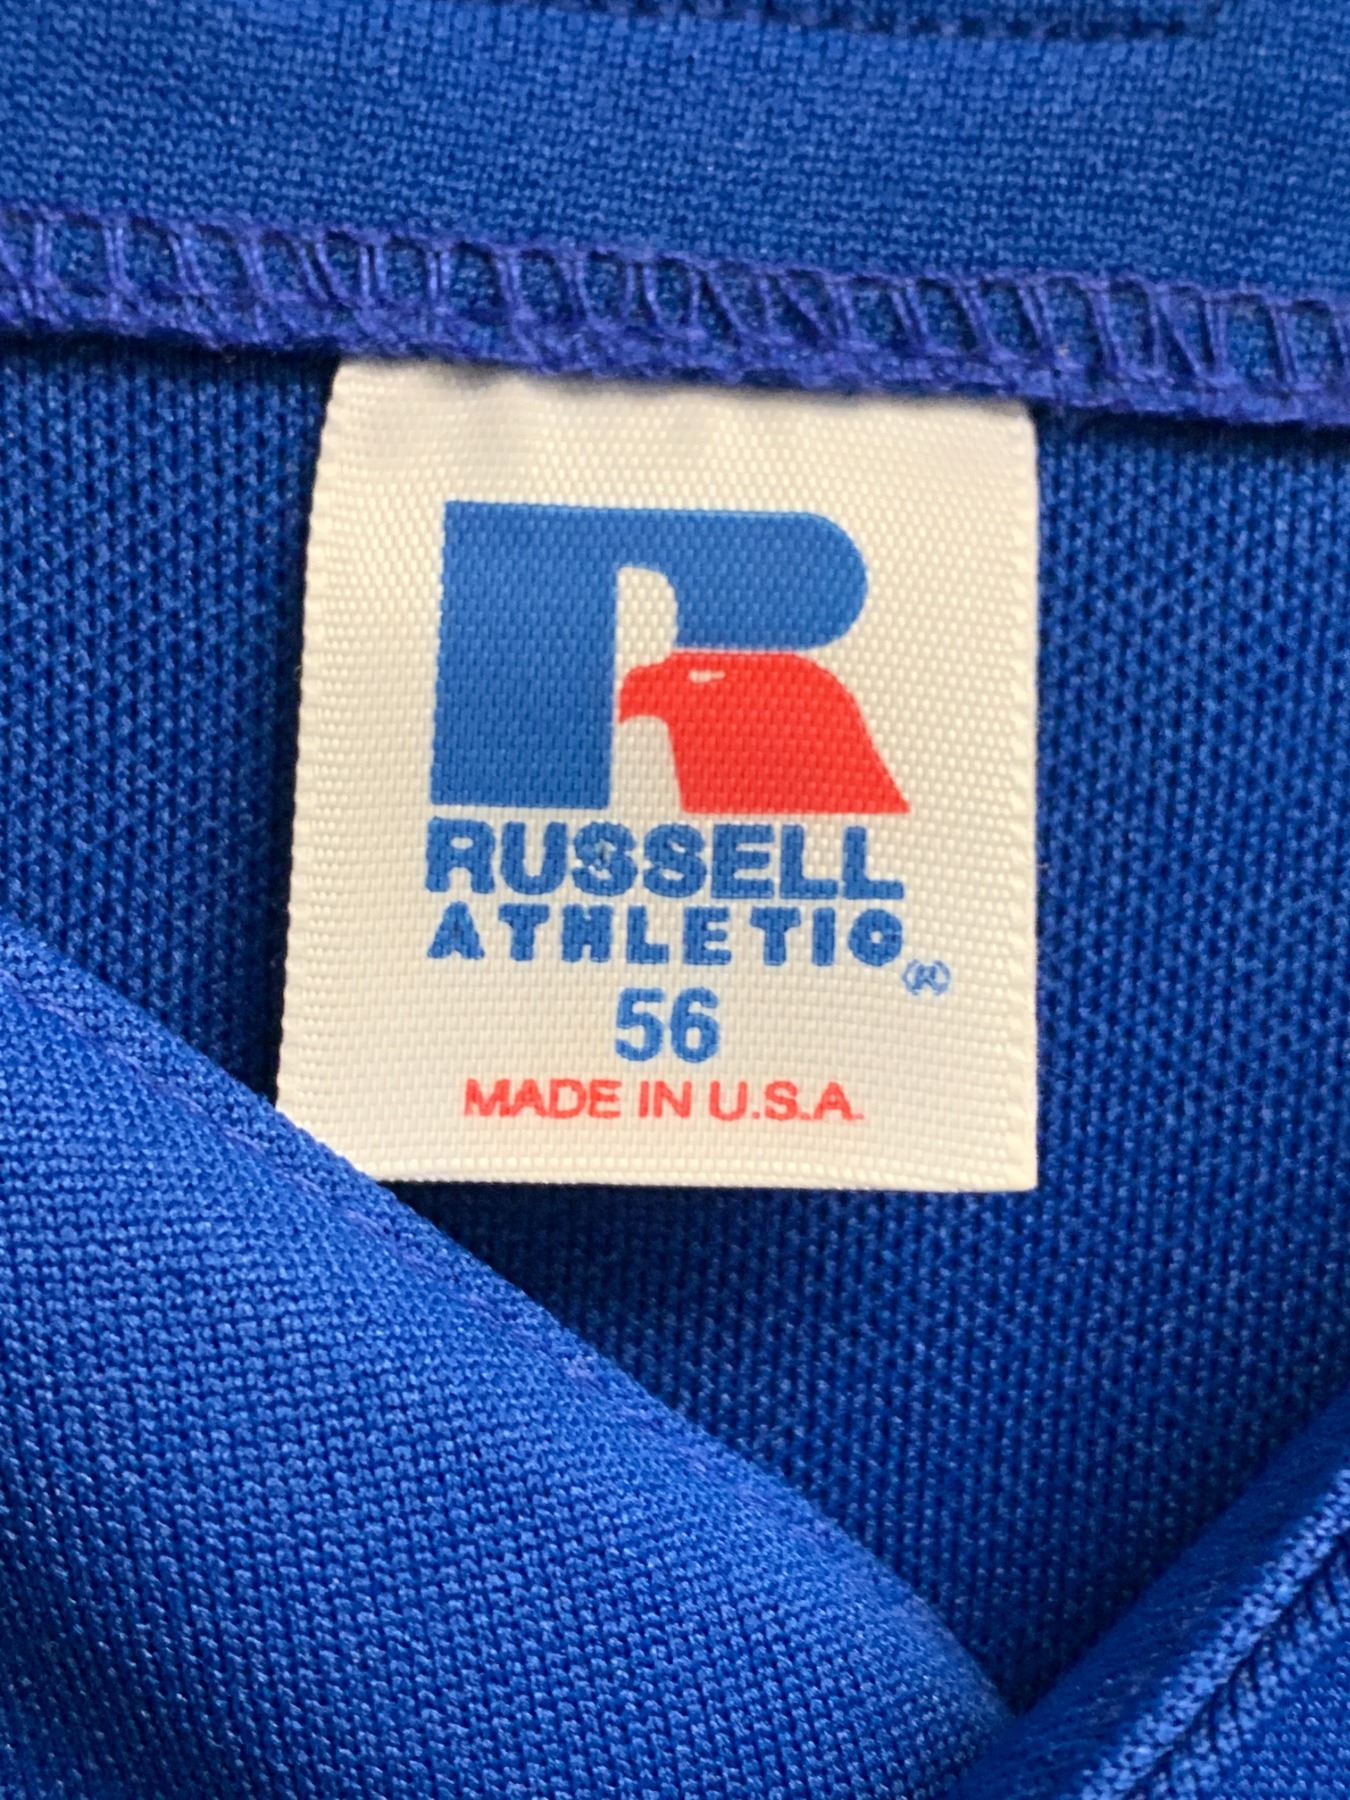 RUSSELL
ATHLETIC®
56
MADE IN U.S.A.